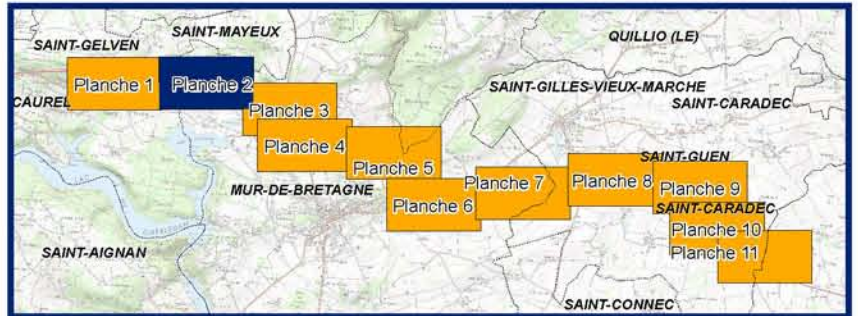 SAINT-MAYEUX
QUILLIO (LE)
SAINT-GELVEN
Planche 1
Planche 2
SAINT-GILLES-VIEUX-MARCHE
CAUREL
SAINT-CARADEC
Planche 3
Planche 4
SAINT-GUEN
Planche 5
Planche 7
Planche 8
Planche 9
MUR-DE-BRETAGNE
Planche 6
SAINT-CARADEC
Planche 10
SAINT-AIGNAN
Planche 11
SAINT-CONNEC